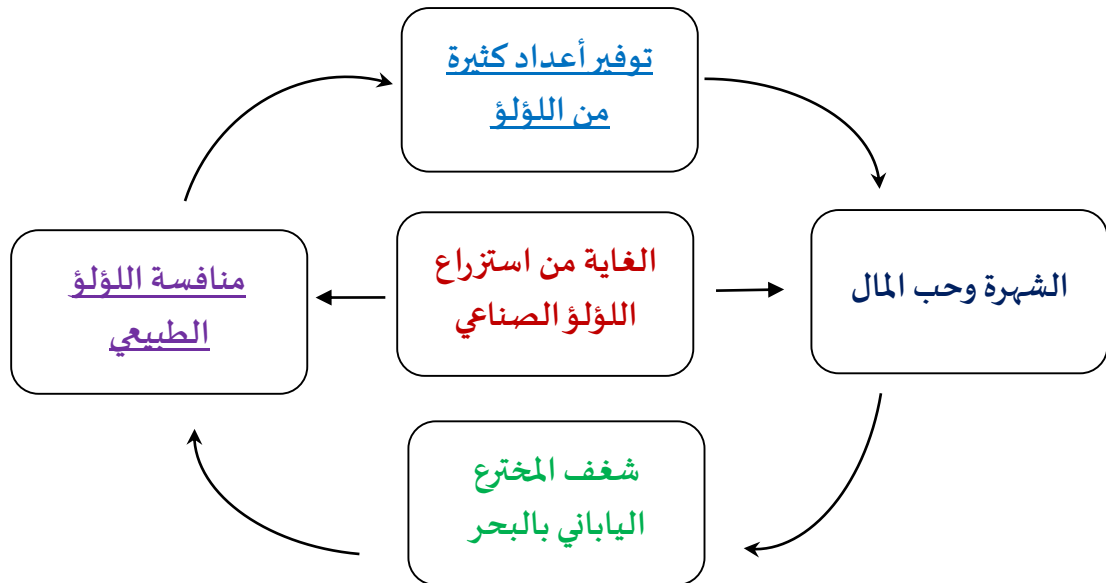 توفير أعداد كثيرة
من اللؤلؤ
الشهرة وحب المال
الغاية من استزراع
اللؤلؤ الصناعي
منافسة اللؤلؤ
الطبيعي
شغف المخترع
الياباني بالبحر